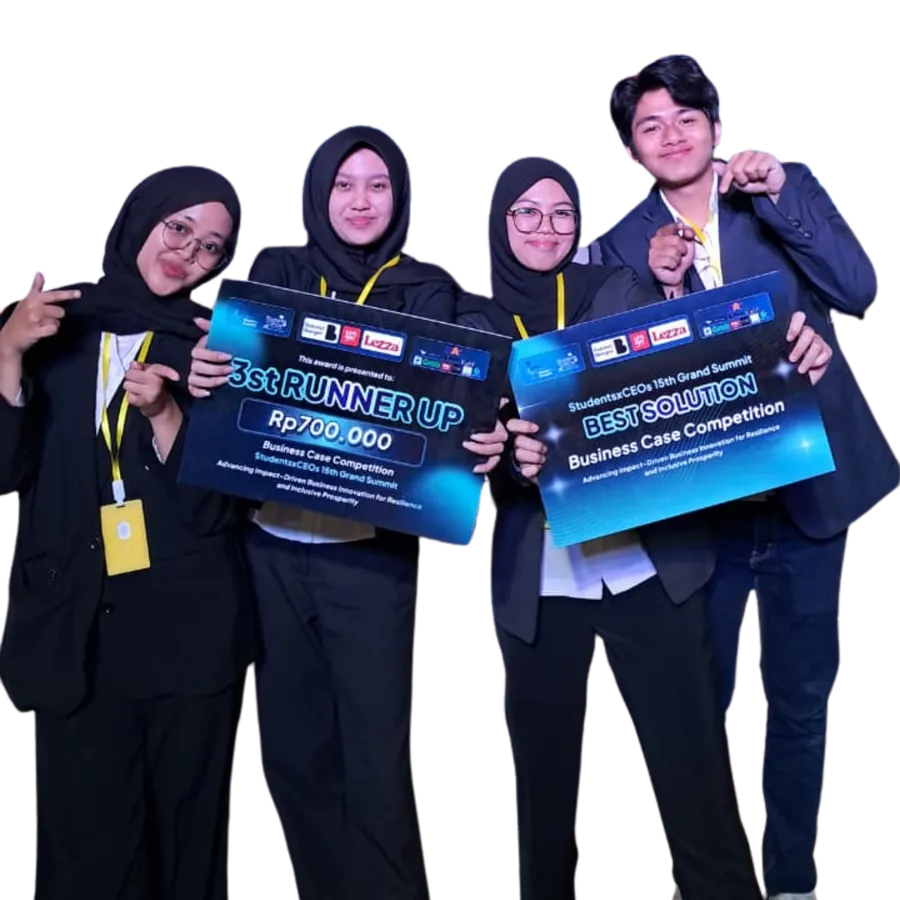 Lezza
Grab
This award is presented to:
3st RUNNER UP
Rp700.000
Business Case Competition
StudentsxCEOs 15th Grand Summit
Advancing Impact-Driven Business Innovation for Resilience
and Inclusive Prosperity
Lezza
Grab
StudentsxCEOs 15th Grand Summit
BEST SOLUTION
Business Case Competition
Advancing Impact-Driven Business Innovation for Resilience
and Inclusive Prosperity